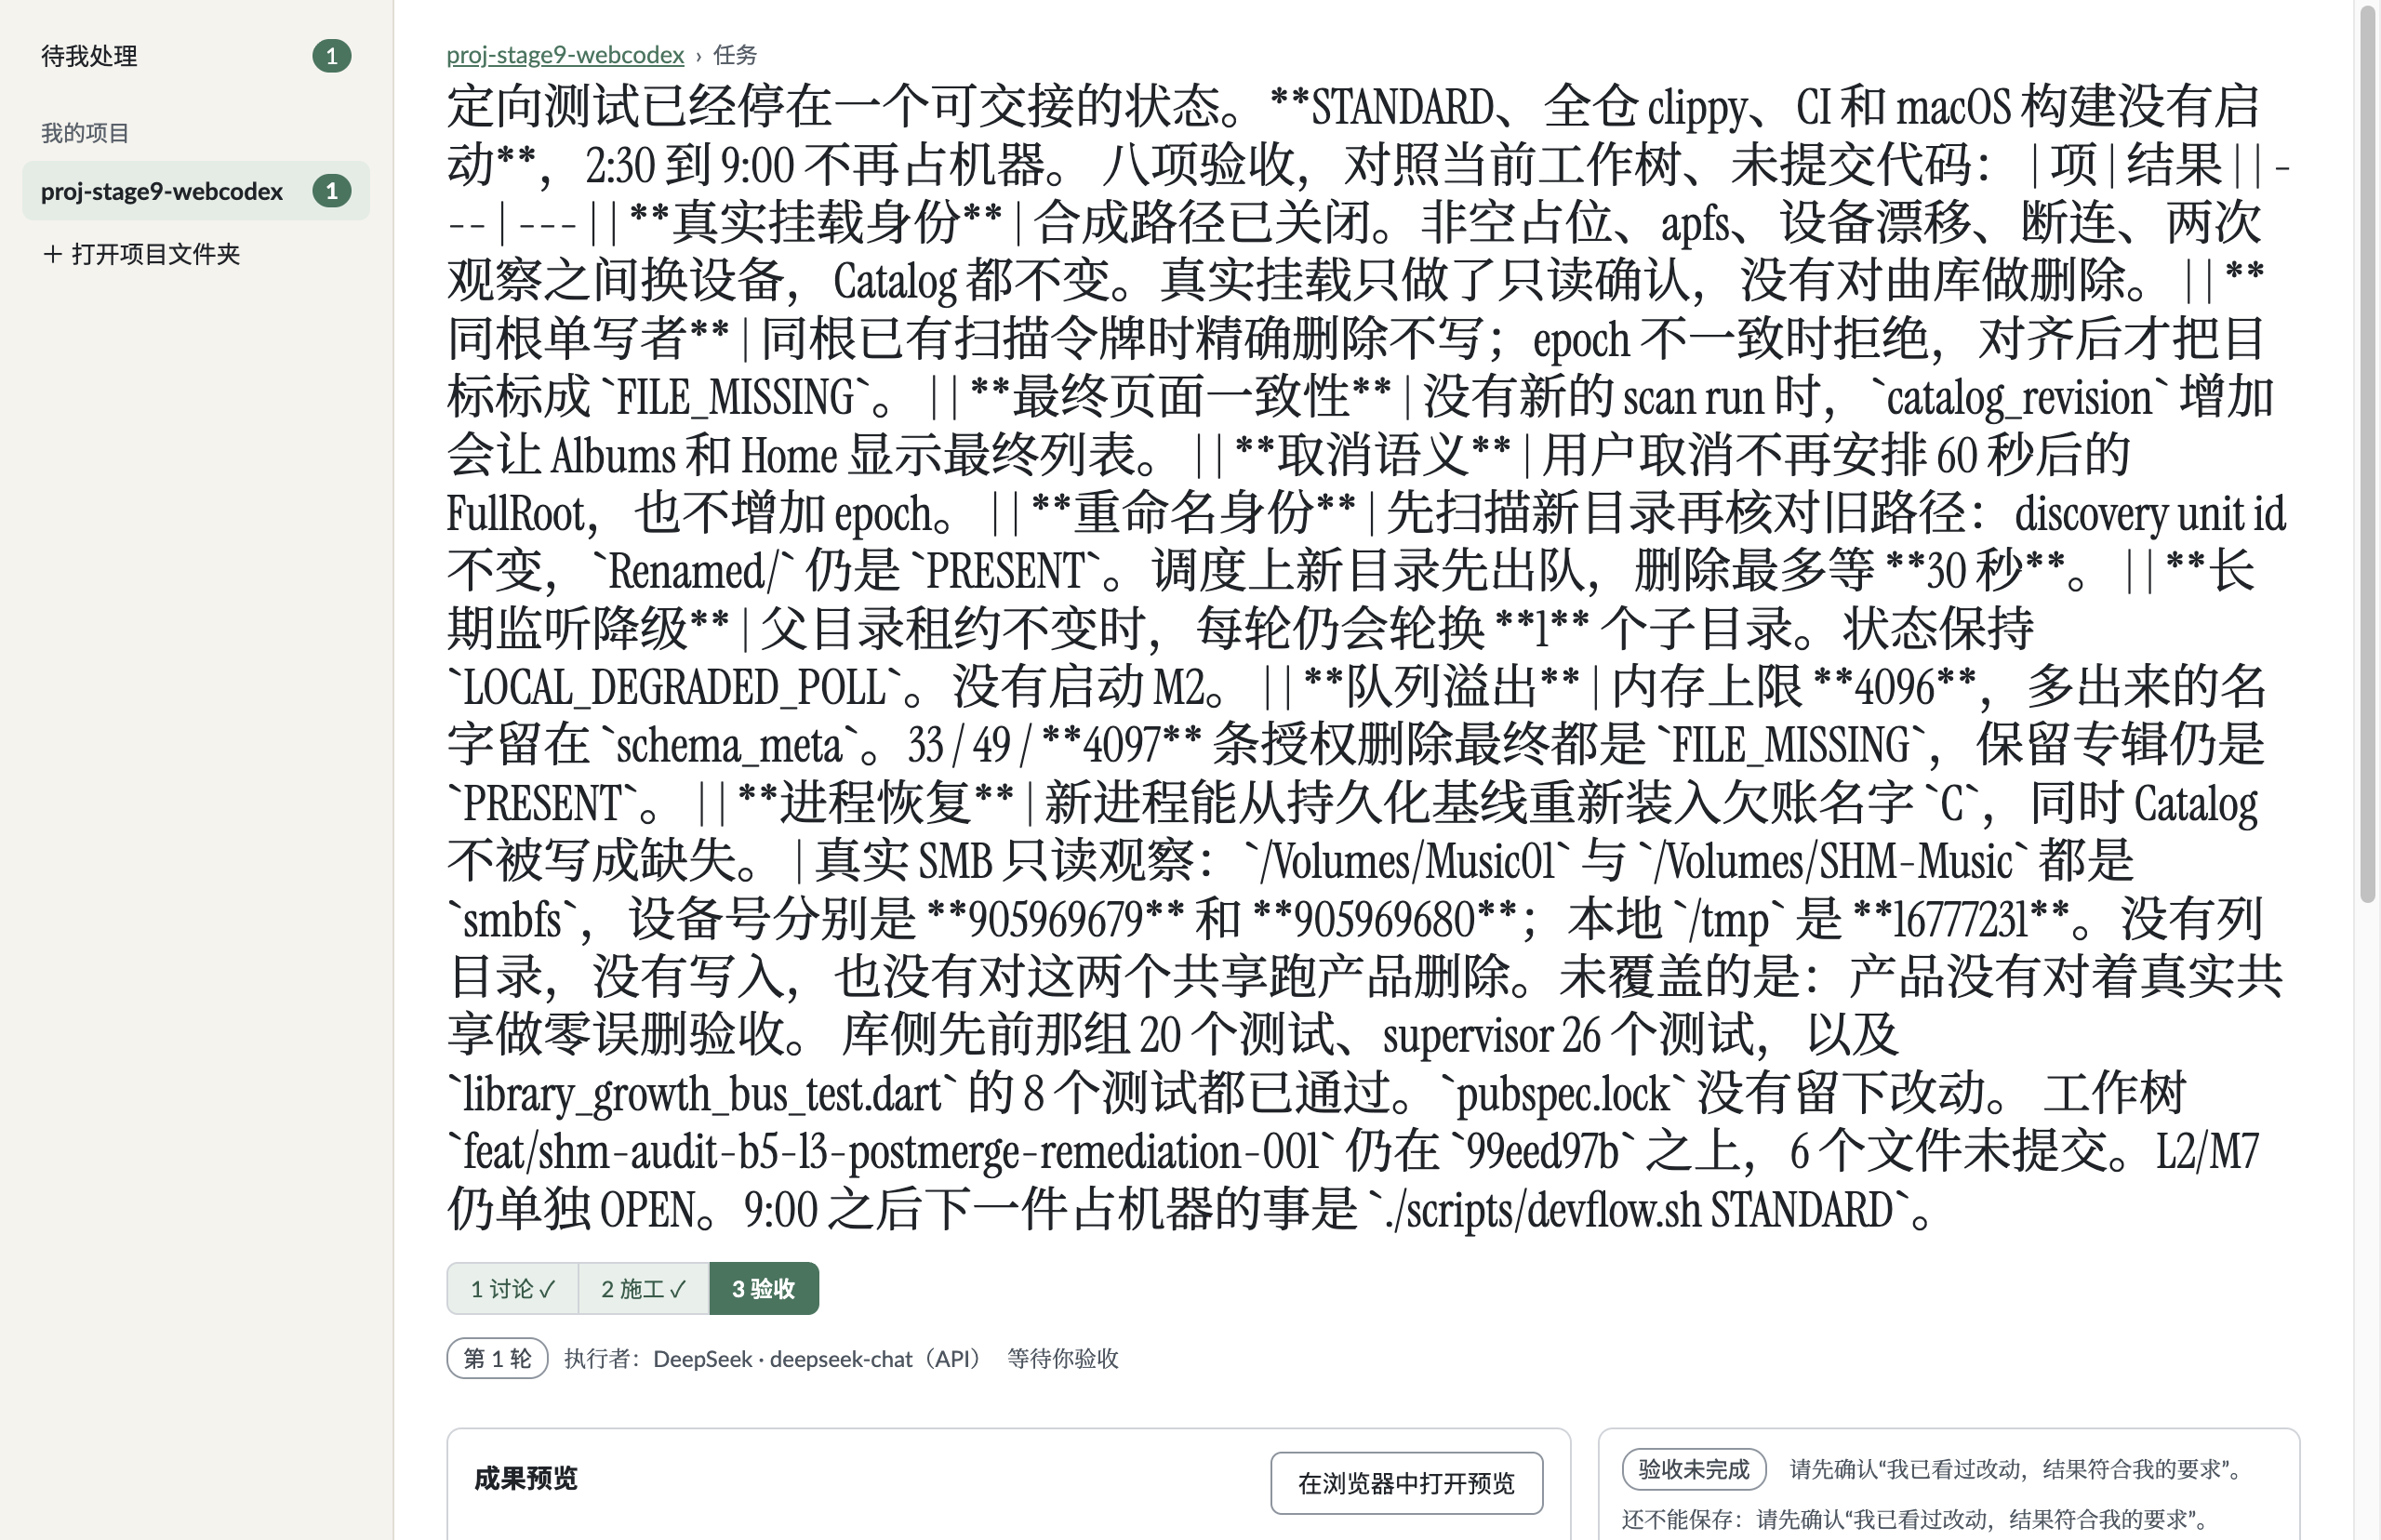 待我处理 1
我的项目
proj-stage9-webcodex 1
+ 打开项目文件夹
proj-stage9-webcodex › 任务
定向测试已经停在一个可交接的状态。 **STANDARD、全仓 clippy、CI 和 macOS 构建没有启
动**，2:30 到 9:00 不再占机器。 八项验收，对照当前工作树、未提交代码： | 项 | 结果 | | -
-- | --- | | **真实挂载身份** | 合成路径已关闭。非空占位、apfs、设备漂移、断连、两次
观察之间换设备，Catalog 都不变。真实挂载只做了只读确认，没有对曲库做删除。 | | **
同根单写者** | 同根已有扫描令牌时精确删除不写；epoch 不一致时拒绝，对齐后才把目
标标成 `FILE_MISSING`。 | | **最终页面一致性** | 没有新的 scan run 时，`catalog_revision` 增加
会让 Albums 和 Home 显示最终列表。 | | **取消语义** | 用户取消不再安排 60 秒后的
FullRoot，也不增加 epoch。 | | **重命名身份** | 先扫描新目录再核对旧路径：discovery unit id
不变，`Renamed/` 仍是 `PRESENT`。调度上新目录先出队，删除最多等 **30 秒**。 | | **长
期监听降级** | 父目录租约不变时，每轮仍会轮换 **1** 个子目录。状态保持
`LOCAL_DEGRADED_POLL`。没有启动 M2。 | | **队列溢出** | 内存上限 **4096**，多出来的名
字留在 `schema_meta`。33 / 49 / **4097** 条授权删除最终都是 `FILE_MISSING`，保留专辑仍是
`PRESENT`。 | | **进程恢复** | 新进程能从持久化基线重新装入欠账名字 `C`，同时 Catalog
不被写成缺失。 | 真实 SMB 只读观察：`/Volumes/Music01` 与 `/Volumes/SHM-Music` 都是
`smbfs`，设备号分别是 **905969679** 和 **905969680**；本地 `/tmp` 是 **16777231**。没有列
目录，没有写入，也没有对这两个共享跑产品删除。未覆盖的是：产品没有对着真实共
享做零误删验收。 库侧先前那组 20 个测试、supervisor 26 个测试，以及
`library_growth_bus_test.dart` 的 8 个测试都已通过。`pubspec.lock` 没有留下改动。 工作树
`feat/shm-audit-b5-l3-postmerge-remediation-001` 仍在 `99eed97b` 之上，6 个文件未提交。L2/M7
仍单独 OPEN。9:00 之后下一件占机器的事是 `./scripts/devflow.sh STANDARD`。
1 讨论 ✓ 2 施工 ✓ 3 验收
第 1 轮 执行者：DeepSeek · deepseek-chat（API） 等待你验收
成果预览 在浏览器中打开预览
验收未完成 请先确认“我已看过改动，结果符合我的要求”。
还不能保存：请先确认“我已看过改动，结果符合我的要求”。